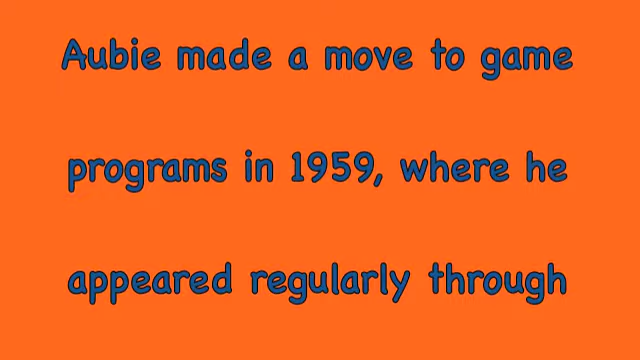 Aubie made a move to game
programs in 1959, where he
appeared regularly through